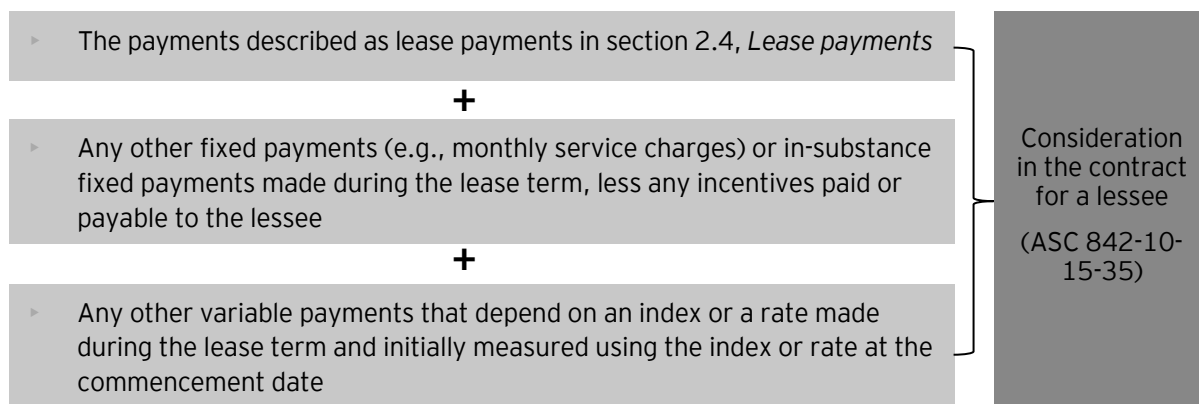 The payments described as lease payments in section 2.4, Lease payments
+
Any other fixed payments (e.g., monthly service charges) or in-substance
fixed payments made during the lease term, less any incentives paid or
payable to the lessee
+
Any other variable payments that depend on an index or a rate made
during the lease term and initially measured using the index or rate at the
commencement date
Consideration
in the contract
for a lessee
(ASC 842-10-
15-35)